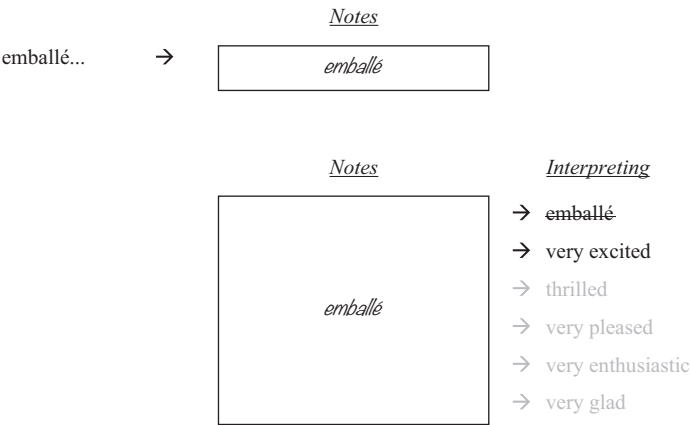 Notes
emballé... → emballé
Notes Interpreting
→ emballé
→ very excited
→ thrilled
emballé
→ very pleased
→ very enthusiastic
→ very glad